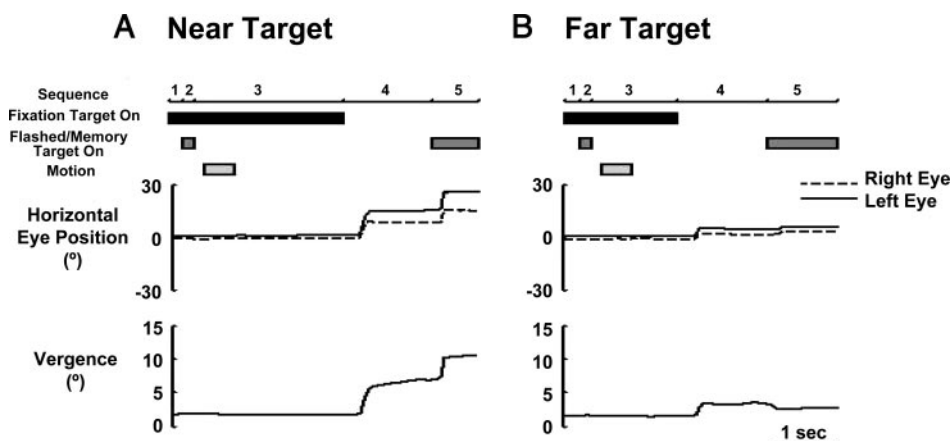 A Near Target
B Far Target
Sequence
1 2 3 4 5
1 2 3 4 5
Fixation Target On
Flashed/Memory
Target On
Motion
Horizontal
Eye Position
(º)
30
0
-30
30
0
-30
Right Eye
Left Eye
Vergence
(º)
15
10
5
0
15
10
5
0
1 sec